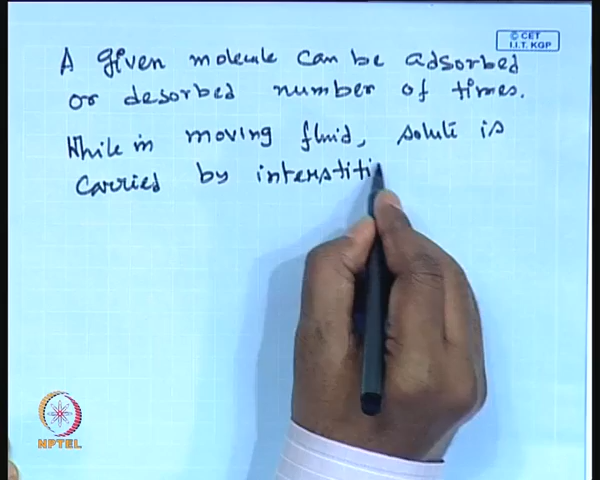 © CET
I.I.T. KGP
A given molecule can be adsorbed
or desorbed number of times.
While in moving fluid, solute is
carried by interstiti
NPTEL